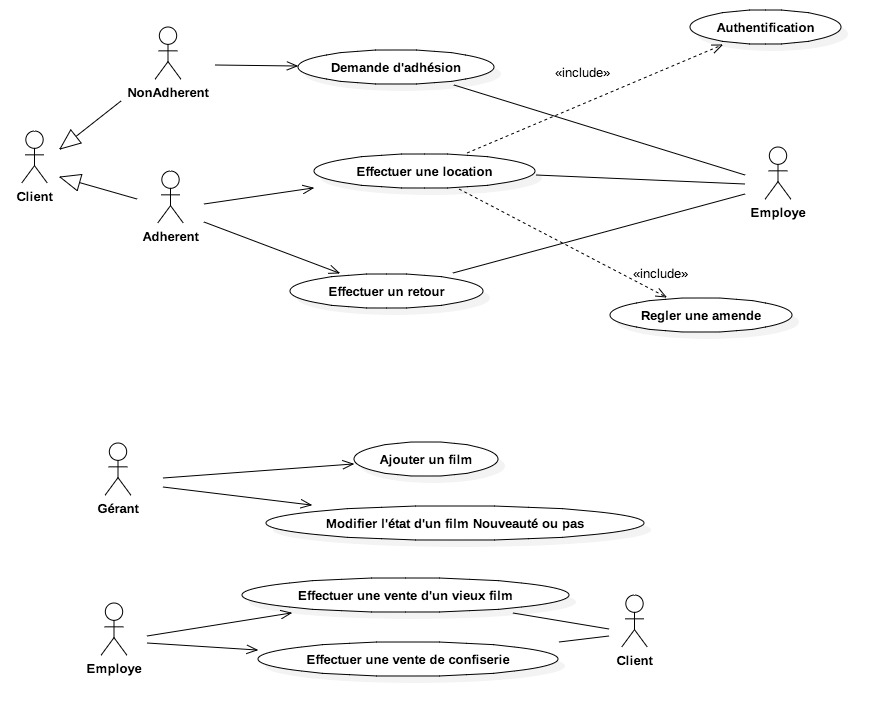 Authentification
NonAdherent
Demande d'adhésion
«include»
Client
Adherent
Effectuer une location
Employe
Effectuer un retour
«include»
Regler une amende
Gérant
Ajouter un film
Modifier l'état d'un film Nouveauté ou pas
Employe
Effectuer une vente d'un vieux film
Effectuer une vente de confiserie
Client